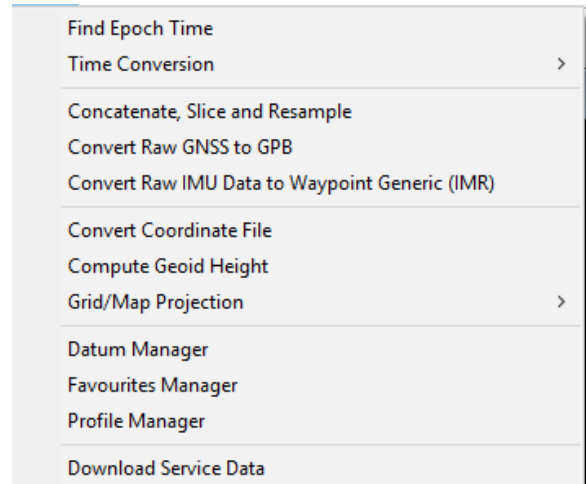 Find Epoch Time
Time Conversion
Concatenate, Slice and Resample
Convert Raw GNSS to GPB
Convert Raw IMU Data to Waypoint Generic (IMR)
Convert Coordinate File
Compute Geoid Height
Grid/Map Projection
Datum Manager
Favourites Manager
Profile Manager
Download Service Data